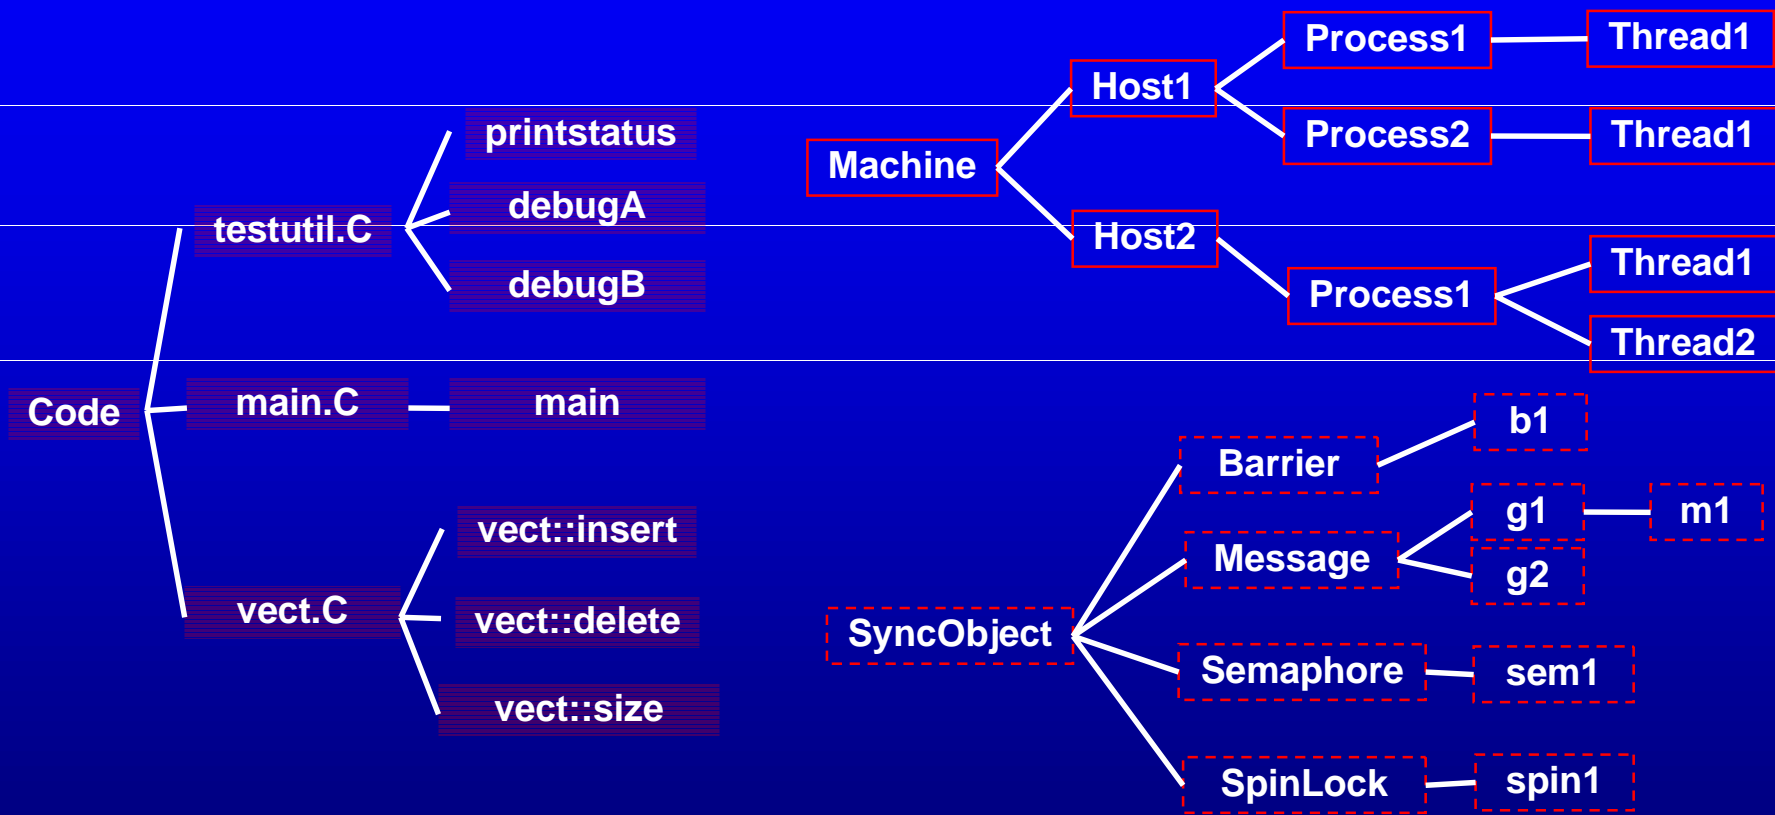 Code
testutil.C
printstatus
debugA
debugB
main.C
main
vect.C
vect::insert
vect::delete
vect::size
Machine
Host1
Process1
Thread1
Process2
Thread1
Host2
Process1
Thread1
Thread2
SyncObject
Barrier
b1
Message
g1
m1
g2
Semaphore
sem1
SpinLock
spin1